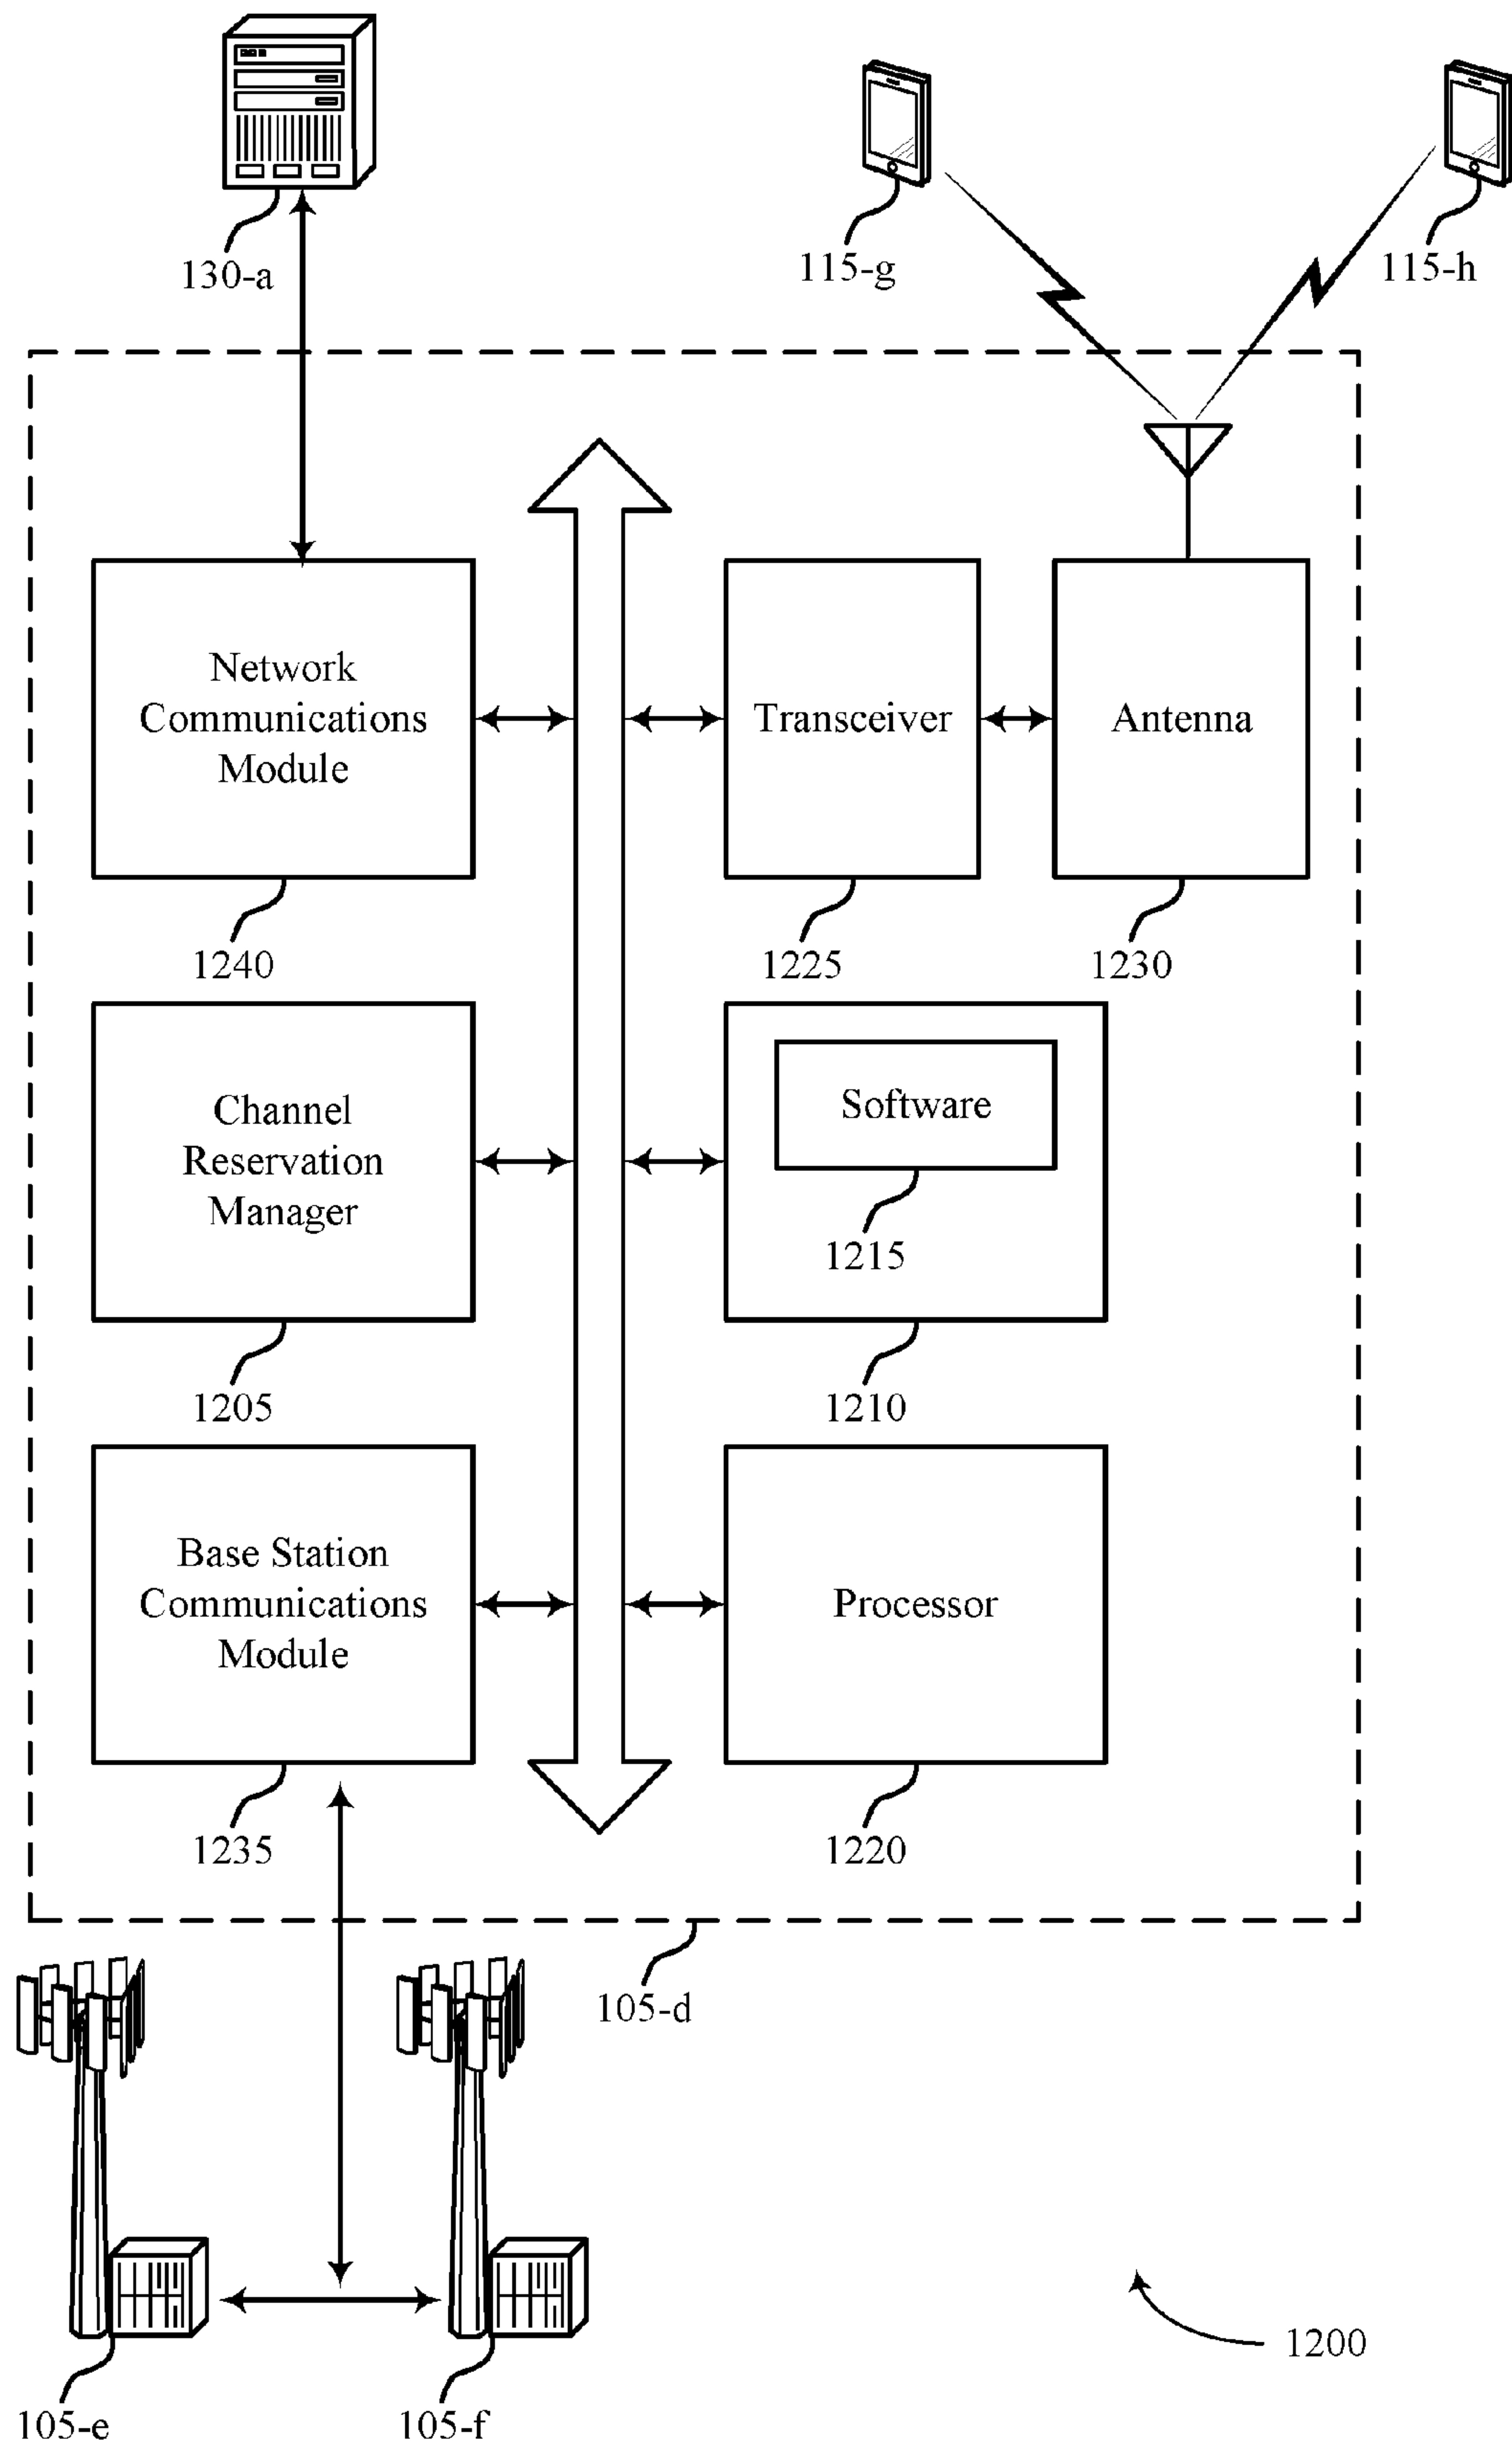 130-a
115-g
115-h
Network
Communications
Module
Transceiver
Antenna
1240
1225
1230
Channel
Reservation
Manager
Software
1215
1205
1210
Base Station
Communications
Module
Processor
1235
1220
105-d
105-e
105-f
1200